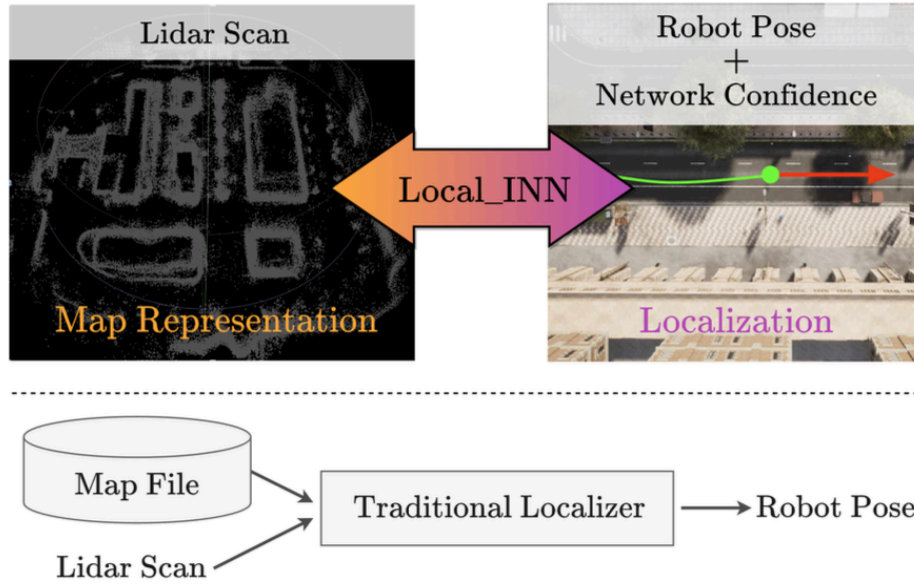 Lidar Scan
Map Representation
Local_INN
Robot Pose
+
Network Confidence
Localization
Map File
Lidar Scan
Traditional Localizer
Robot Pose